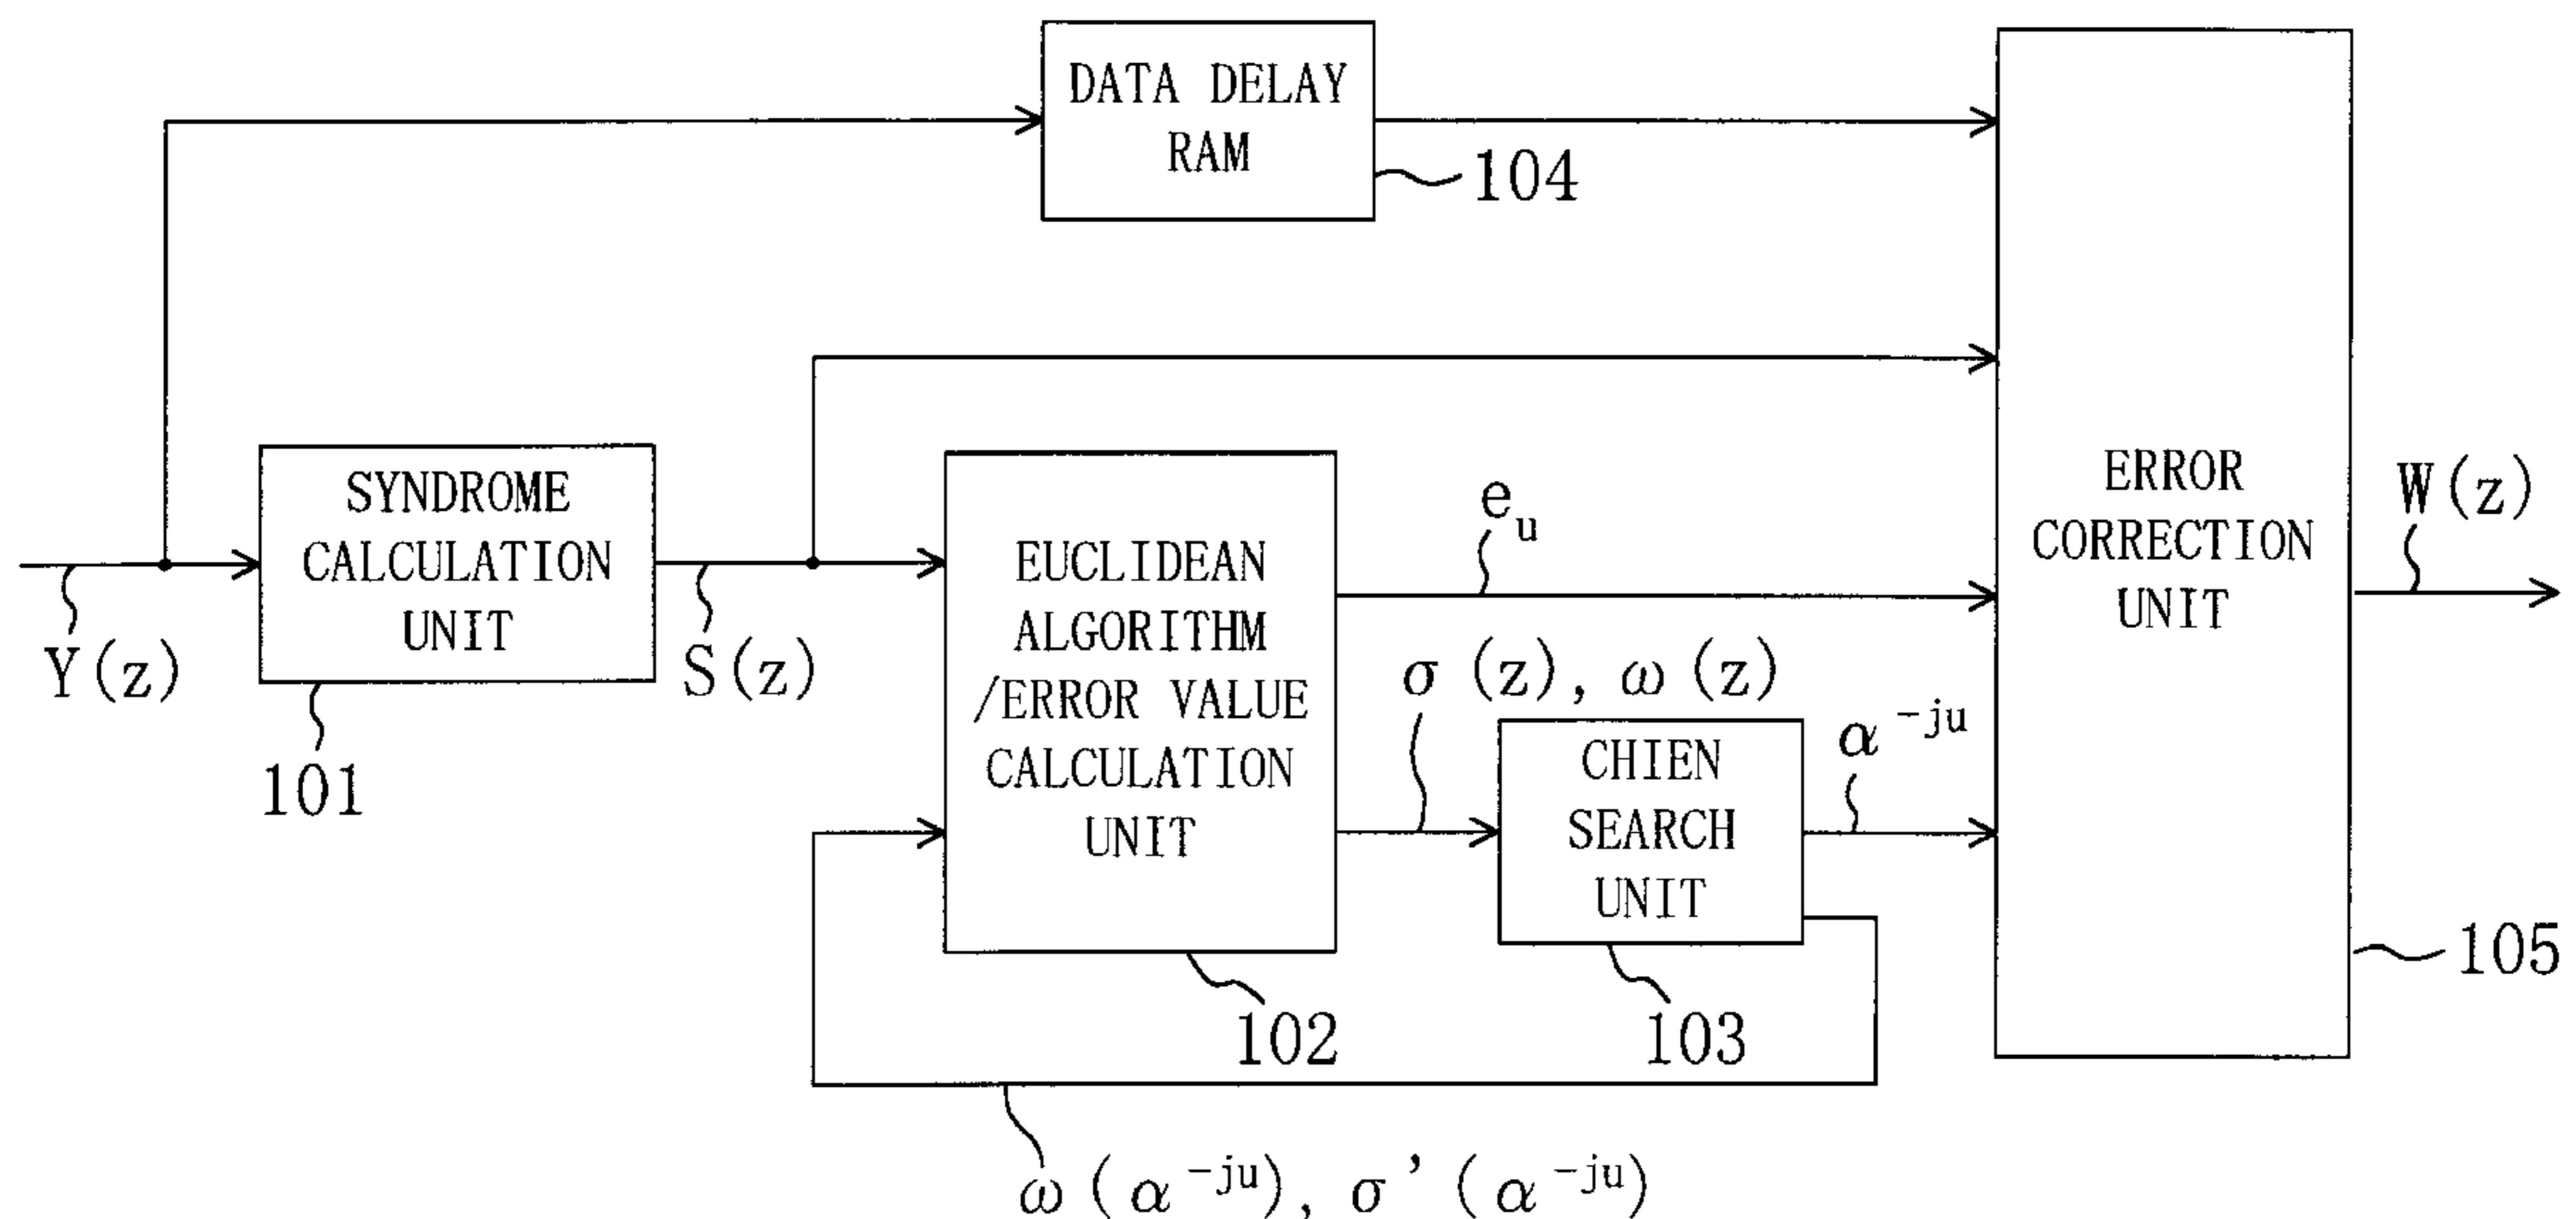 DATA DELAY
RAM
104
SYNDROME
CALCULATION
UNIT
101
Y(z)
S(z)
EUCLIDEAN
ALGORITHM
/ERROR VALUE
CALCULATION
UNIT
102
e_u
σ(z), ω(z)
CHIEN
SEARCH
UNIT
103
α^{-ju}
ω(α^{-ju}), σ'(α^{-ju})
ERROR
CORRECTION
UNIT
105
W(z)